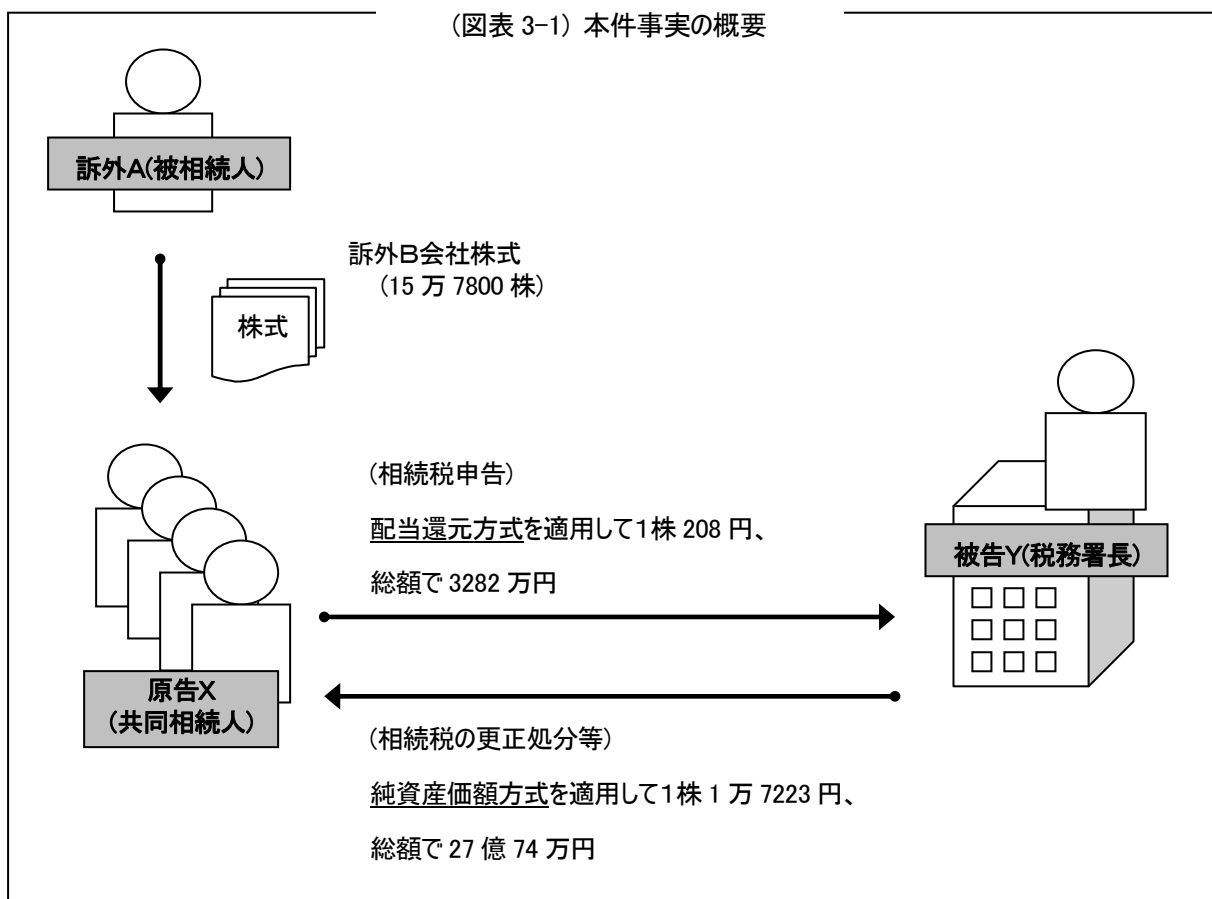 (図表 3-1) 本件事実の概要
訴外A(被相続人)
訴外B会社株式
(15 万 7800 株)
株式
(相続税申告)
配当還元方式を適用して1株 208 円、
総額で 3282 万円
被告Y(税務署長)
原告X
(共同相続人)
(相続税の更正処分等)
純資産価額方式を適用して1株 1 万 7223 円、
総額で 27 億 74 万円